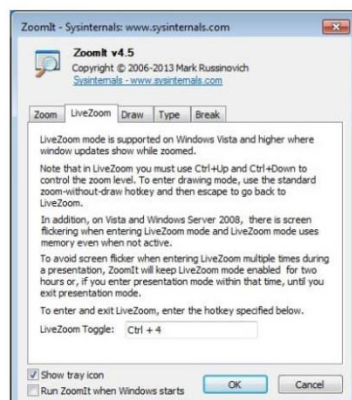 ZoomIt - Sysinternals: www.sysinternals.com
ZoomIt v4.5
Copyright © 2006-2013 Mark Russinovich
Sysinternals - www.sysinternals.com
Zoom LiveZoom Draw Type Break
LiveZoom mode is supported on Windows Vista and higher where
window updates show while zoomed.
Note that in LiveZoom you must use Ctrl+Up and Ctrl+Down to
control the zoom level. To enter drawing mode, use the standard
zoom-without-draw hotkey and then escape to go back to
LiveZoom.
In addition, on Vista and Windows Server 2008, there is screen
flickering when entering LiveZoom mode and LiveZoom mode uses
memory even when not active.
To avoid screen flicker when entering LiveZoom multiple times during
a presentation, ZoomIt will keep LiveZoom mode enabled for two
hours or, if you enter presentation mode within that time, until you
exit presentation mode.
To enter and exit LiveZoom, enter the hotkey specified below.
LiveZoom Toggle: Ctrl + 4
Show tray icon
Run ZoomIt when Windows starts
OK Cancel